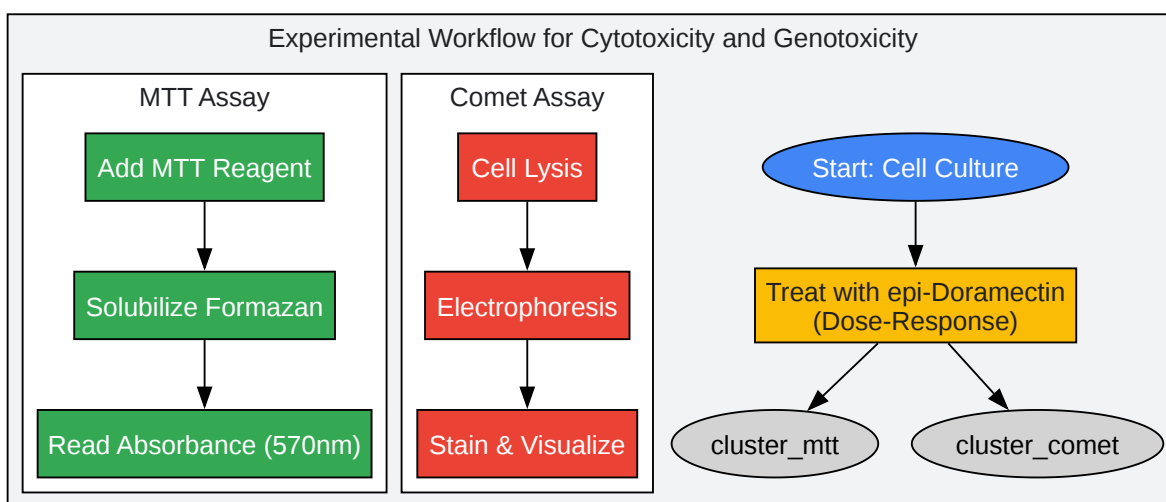 Experimental Workflow for Cytotoxicity and Genotoxicity
MTT Assay
Add MTT Reagent
Solubilize Formazan
Read Absorbance (570nm)
Comet Assay
Cell Lysis
Electrophoresis
Stain & Visualize
Start: Cell Culture
Treat with epi-Doramectin
(Dose-Response)
cluster_mtt
cluster_comet